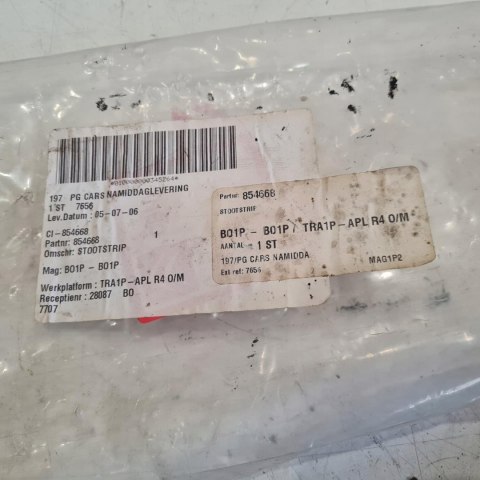 197 PG CARS NAMIDDAGLEVERING
1 ST 7656
Lev.Datum : 05-07-06
CI-854668 1
Partnr: 854668
Omschr: STOOTSTRIP
Mag: B01P - B01P
Werkplatform : TRA1P-APL R4 O/M
Receptienr : 28087 BO
7707
Partnr: 854668
STOOTSTRIP
B01P - B01P / TRA1P-APL R4 O/M
AANTAL - 1 ST
197/PG CARS NAMIDDA MAG1P2
Ext ref: 7656